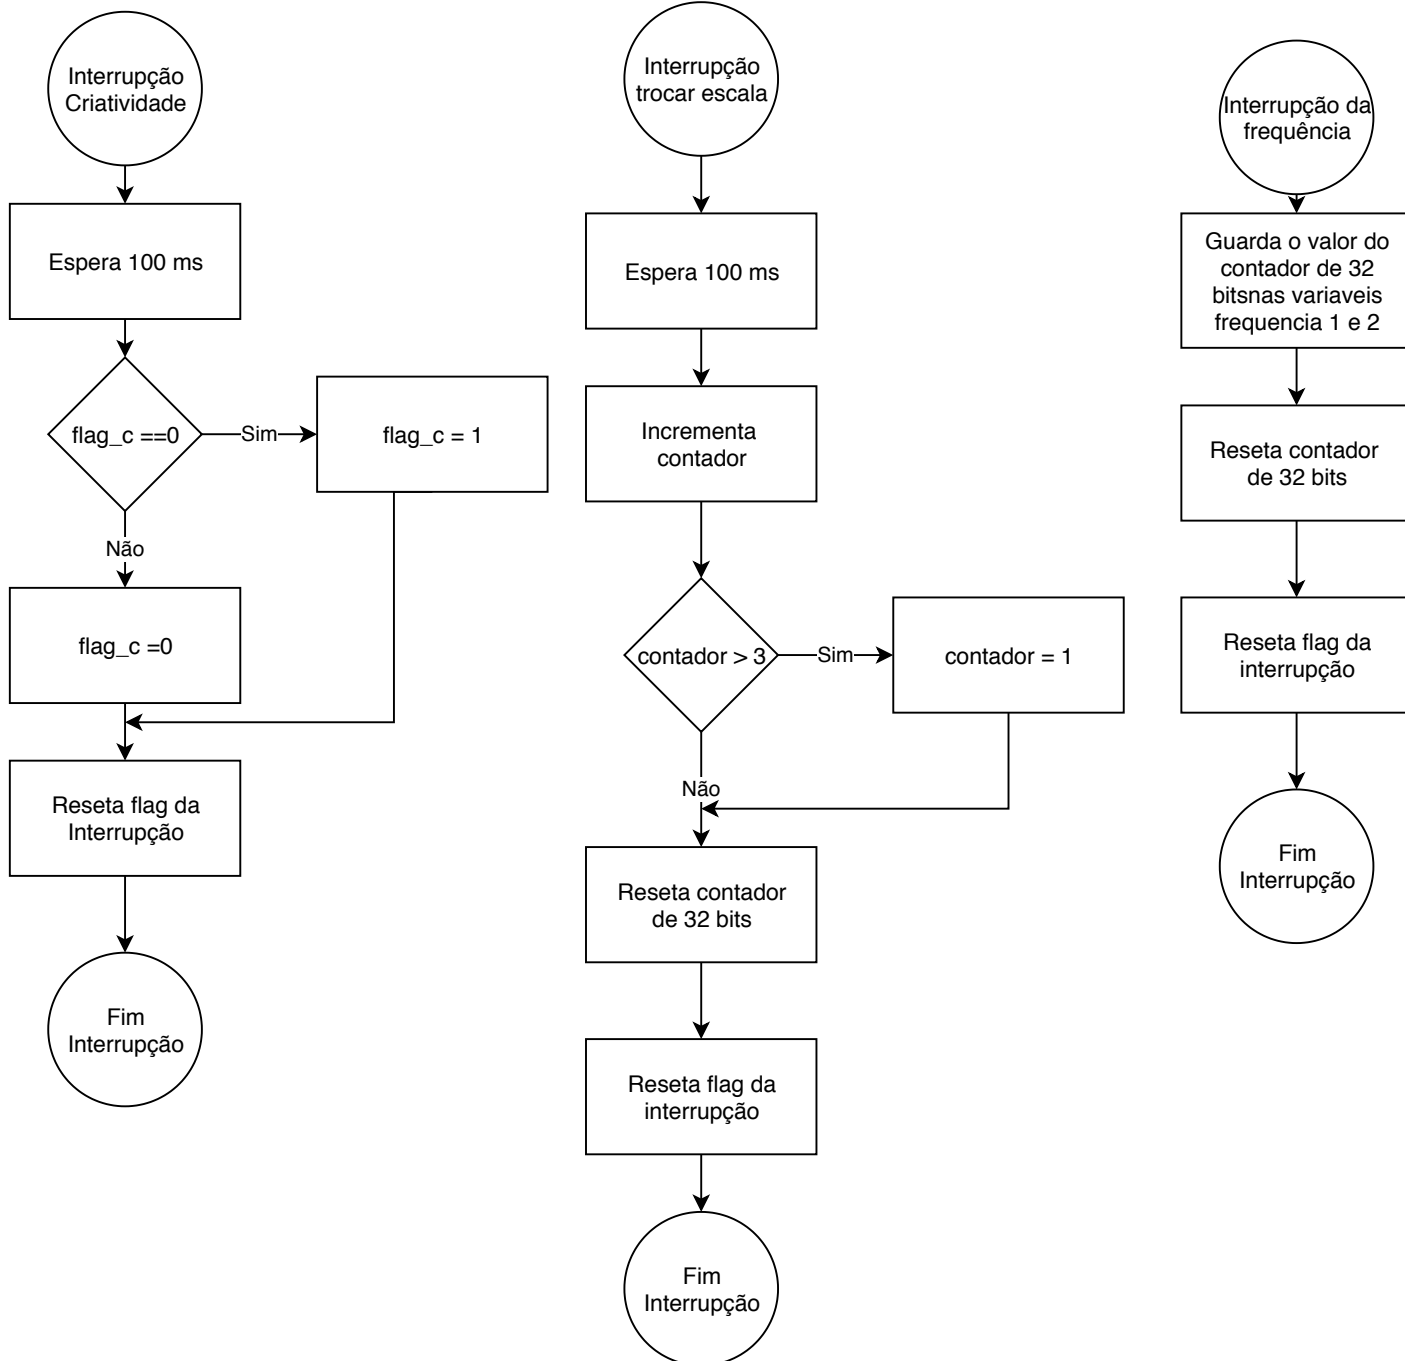 Interrupção
Criatividade
Espera 100 ms
flag_c ==0
Sim
flag_c = 1
Não
flag_c =0
Reseta flag da
Interrupção
Fim
Interrupção
Interrupção
trocar escala
Espera 100 ms
Incrementa
contador
contador > 3
Sim
contador = 1
Não
Reseta contador
de 32 bits
Reseta flag da
interrupção
Fim
Interrupção
Interrupção da
frequência
Guarda o valor do
contador de 32
bitsnas variaveis
frequencia 1 e 2
Reseta contador
de 32 bits
Reseta flag da
interrupção
Fim
Interrupção